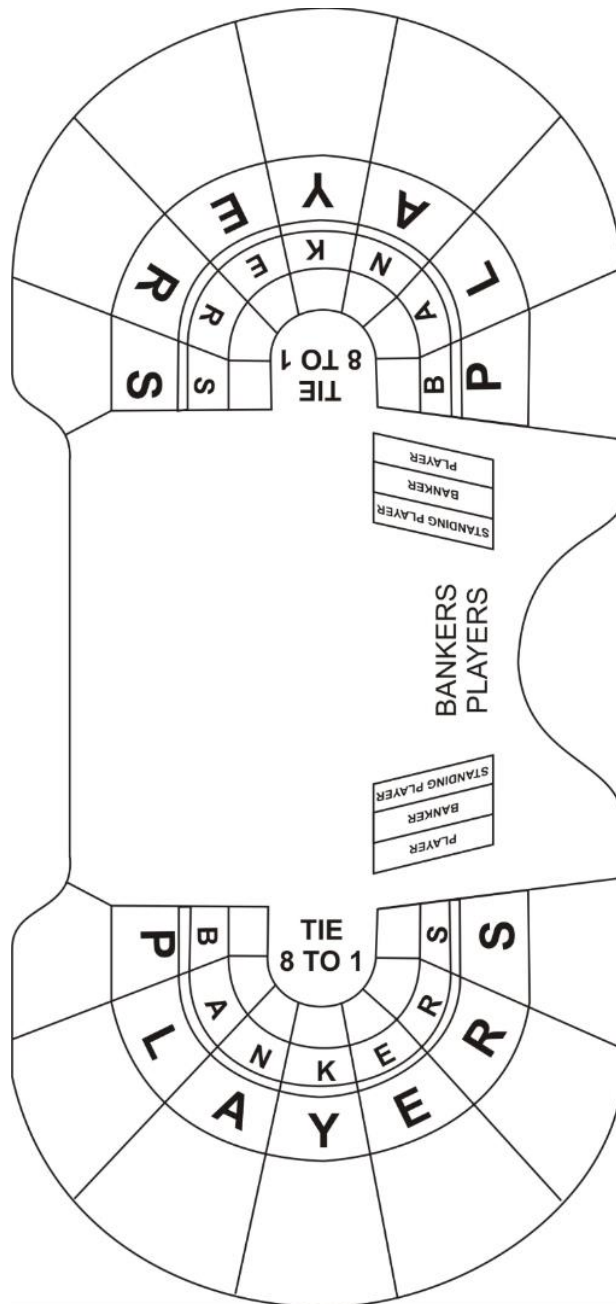 PLAYERS
BANKERS
TIE
8 TO 1
PLAYER
BANKER
STANDING PLAYER
BANKERS
PLAYERS
STANDING PLAYER
BANKER
PLAYER
TIE
8 TO 1
BANKERS
PLAYERS